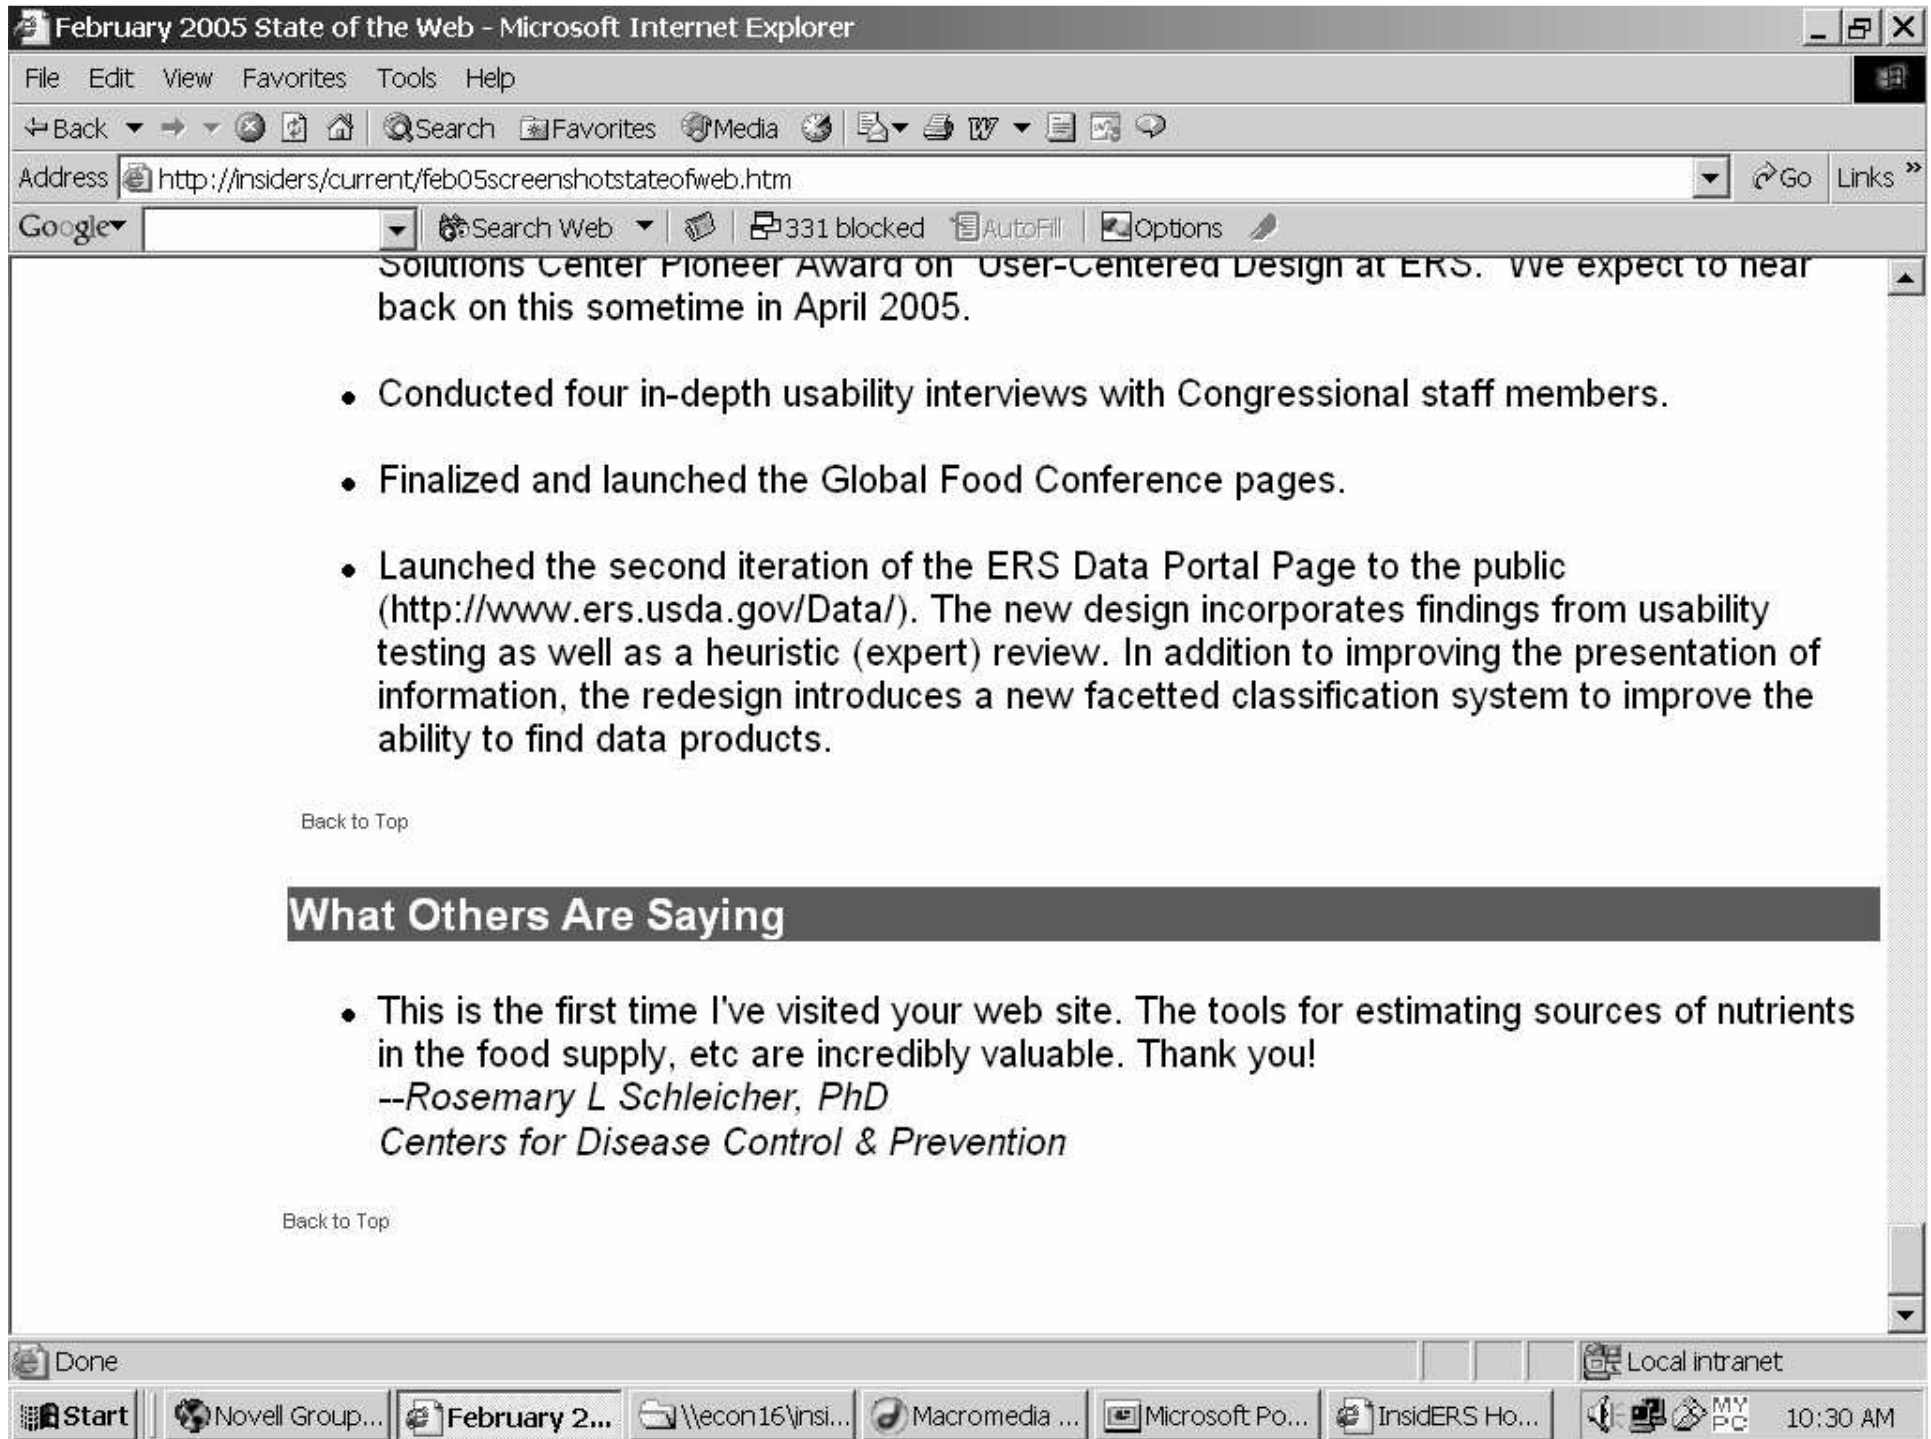 February 2005 State of the Web - Microsoft Internet Explorer
File Edit View Favorites Tools Help
Back Search Favorites Media
Address http://insiders/current/feb05screenshotstateofweb.htm Go Links »
Google Search Web 331 blocked AutoFill Options
Solutions Center Pioneer Award on "User-Centered Design at ERS." We expect to hear
back on this sometime in April 2005.
• Conducted four in-depth usability interviews with Congressional staff members.
• Finalized and launched the Global Food Conference pages.
• Launched the second iteration of the ERS Data Portal Page to the public
(http://www.ers.usda.gov/Data/). The new design incorporates findings from usability
testing as well as a heuristic (expert) review. In addition to improving the presentation of
information, the redesign introduces a new facetted classification system to improve the
ability to find data products.
Back to Top
What Others Are Saying
• This is the first time I've visited your web site. The tools for estimating sources of nutrients
in the food supply, etc are incredibly valuable. Thank you!
--Rosemary L Schleicher, PhD
Centers for Disease Control & Prevention
Back to Top
Done Local intranet
Start Novell Group... February 2... \\econ16\insi... Macromedia ... Microsoft Po... InsidERS Ho... MY PC 10:30 AM